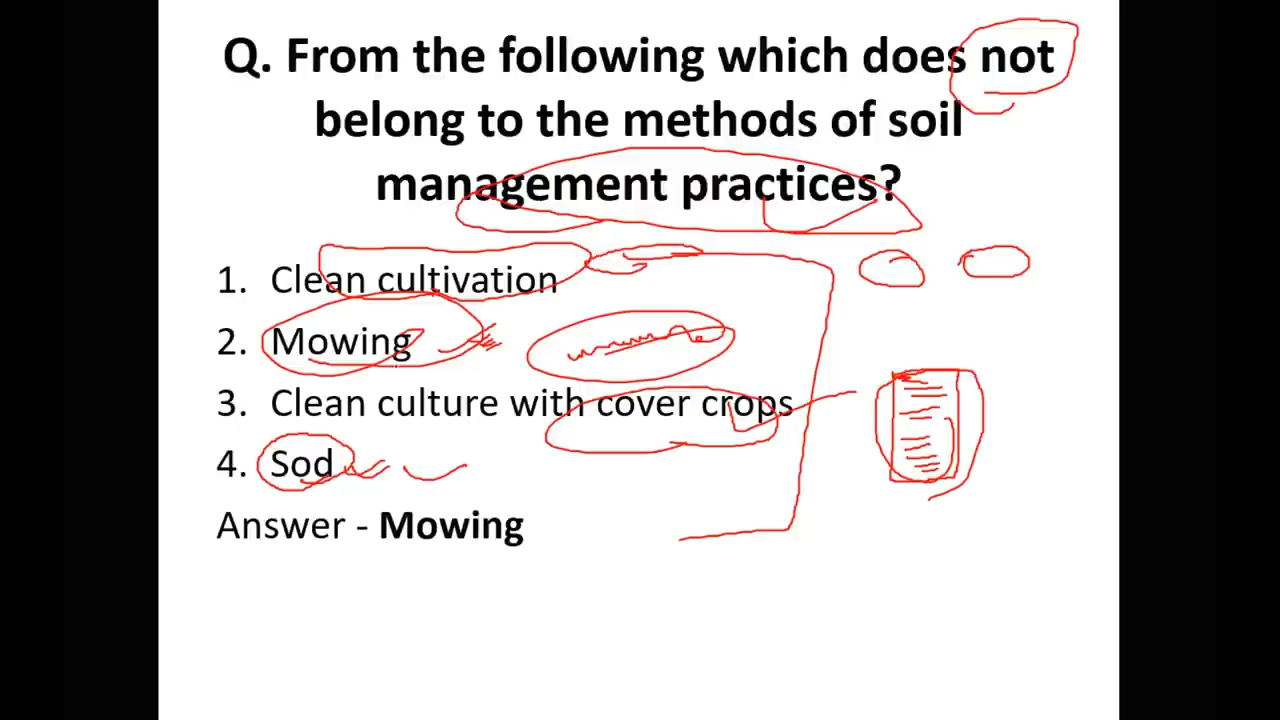 Q. From the following which does not
belong to the methods of soil
management practices?
1. Clean cultivation
2. Mowing
3. Clean culture with cover crops
4. Sod
Answer - Mowing